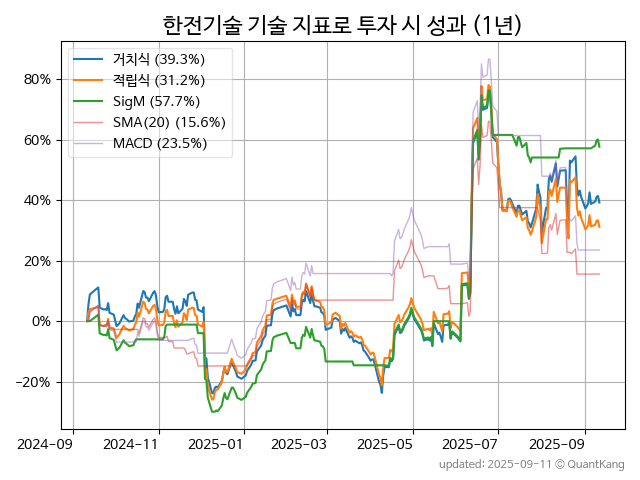 한전기술 기술 지표로 투자 시 성과 (1년)
거치식 (39.3%)
적립식 (31.2%)
SigM (57.7%)
SMA(20) (15.6%)
MACD (23.5%)
80%
60%
40%
20%
0%
−20%
2024-09 2024-11 2025-01 2025-03 2025-05 2025-07 2025-09
updated: 2025-09-11 © QuantKang